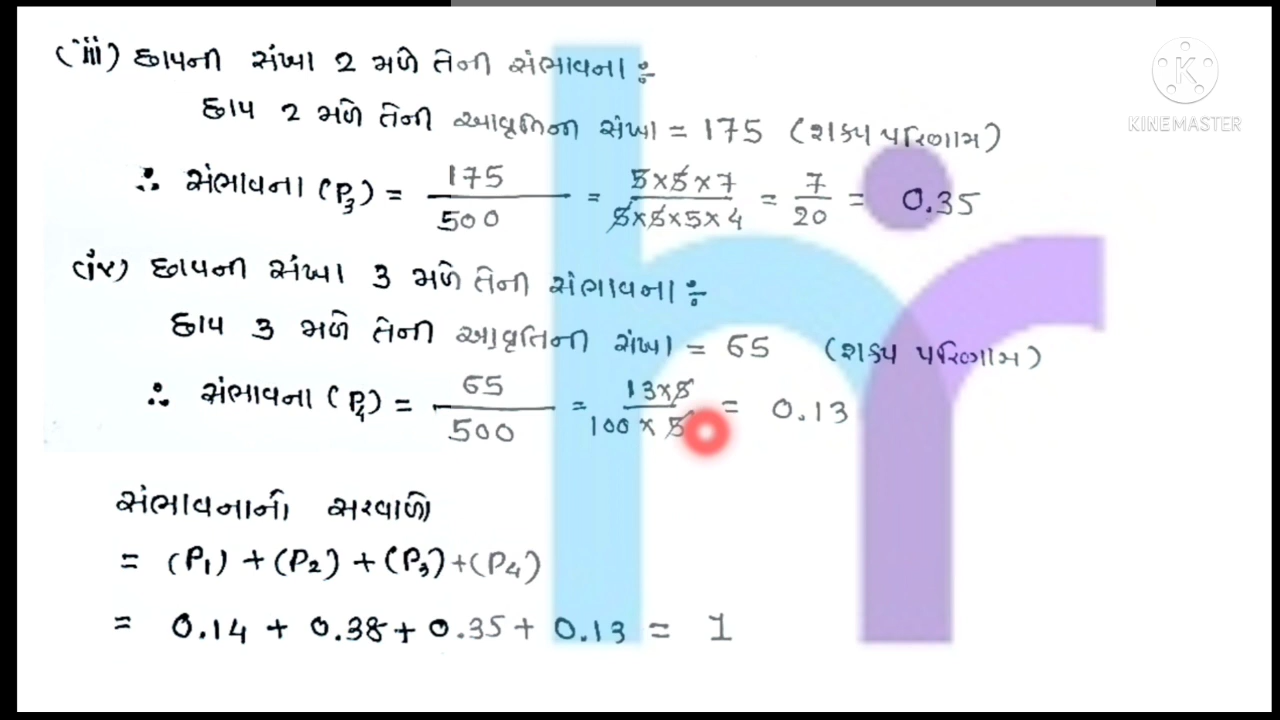 (iii) છાપની સંખ્યા 2 મળે તેની સંભાવના ÷
છાપ 2 મળે તેની આવૃત્તિની સંખ્યા = 175 (શક્ય પરિણામ)
∴ સંભાવના (P3) = 175/500 = 5×5×7/5×5×5×4 = 7/20 = 0.35
(iv) છાપની સંખ્યા 3 મળે તેની સંભાવના ÷
છાપ 3 મળે તેની આવૃતિની સંખ્યા = 65 (શક્ય પરિણામ)
∴ સંભાવના (P4) = 65/500 = 13×5/100×5 = 0.13
સંભાવનાનો સરવાળો
= (P1) + (P2) + (P3) + (P4)
= 0.14 + 0.38 + 0.35 + 0.13 = 1
K
KINEMASTER